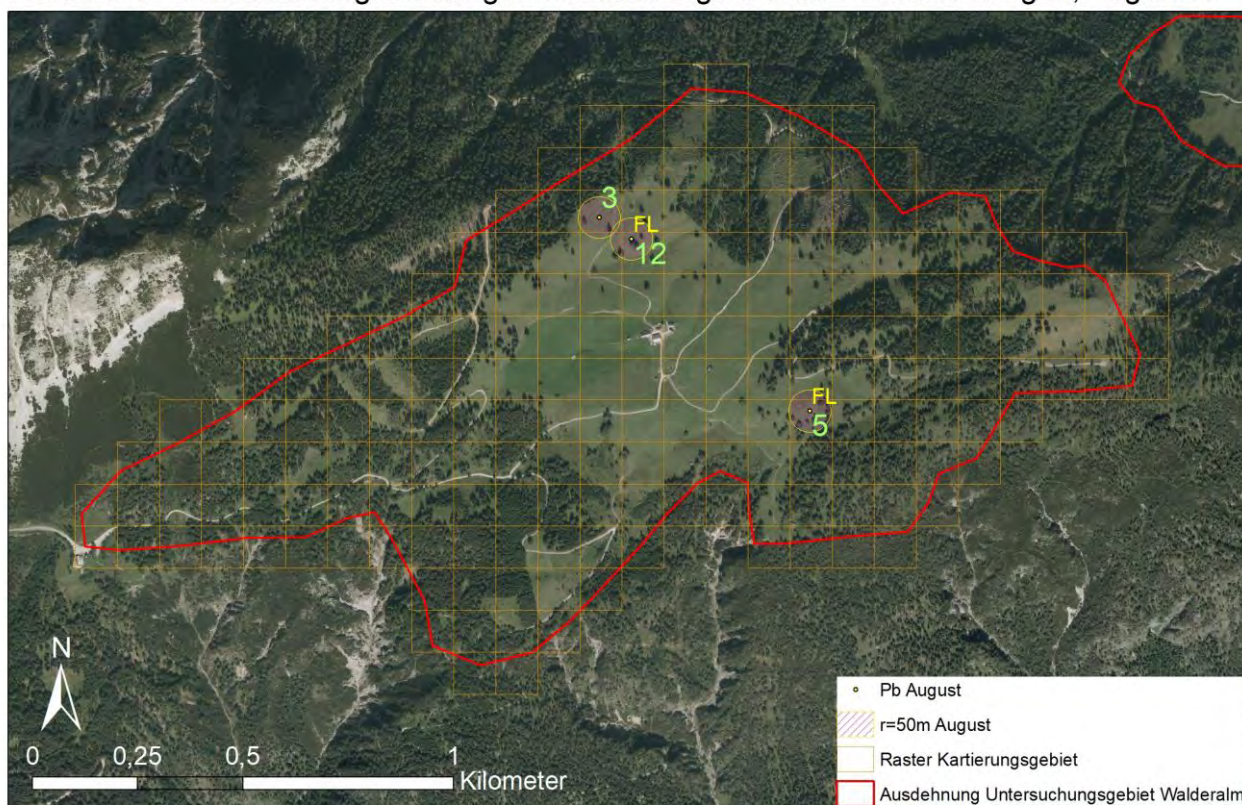 3
FL
12
FL
5
N
0 0,25 0,5 1
Kilometer
Pb August
r=50m August
Raster Kartierungsgebiet
Ausdehnung Untersuchungsgebiet Walderalm